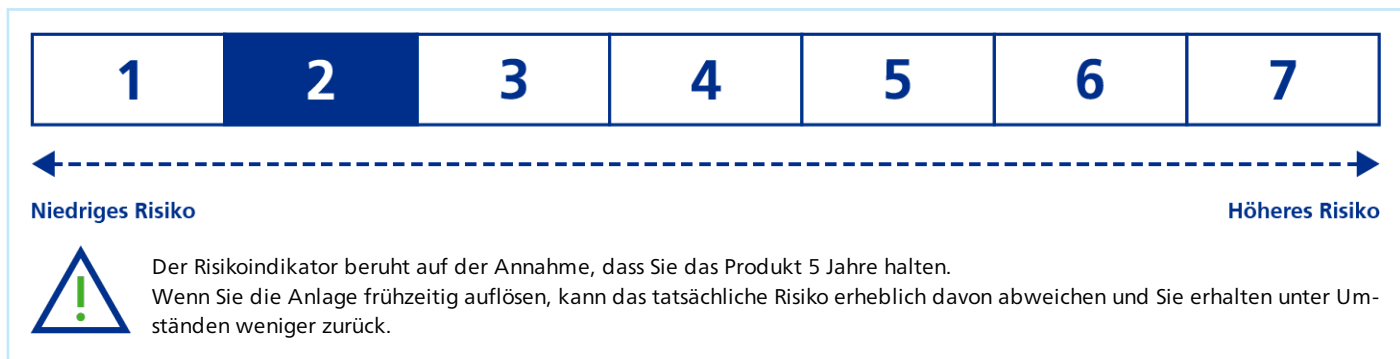 1 2 3 4 5 6 7
Niedriges Risiko Höheres Risiko
Der Risikoindikator beruht auf der Annahme, dass Sie das Produkt 5 Jahre halten.
Wenn Sie die Anlage frühzeitig auflösen, kann das tatsächliche Risiko erheblich davon abweichen und Sie erhalten unter Um-
ständen weniger zurück.